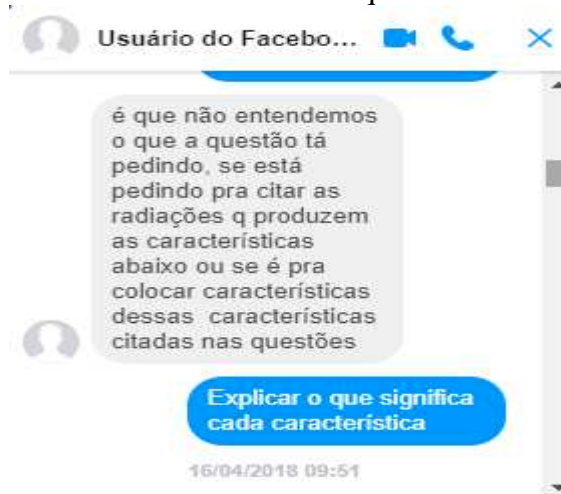 Usuário do Facebo...
é que não entendemos
o que a questão tá
pedindo, se está
pedindo pra citar as
radiações q produzem
as características
abaixo ou se é pra
colocar características
dessas características
citadas nas questões
Explicar o que significa
cada característica
16/04/2018 09:51